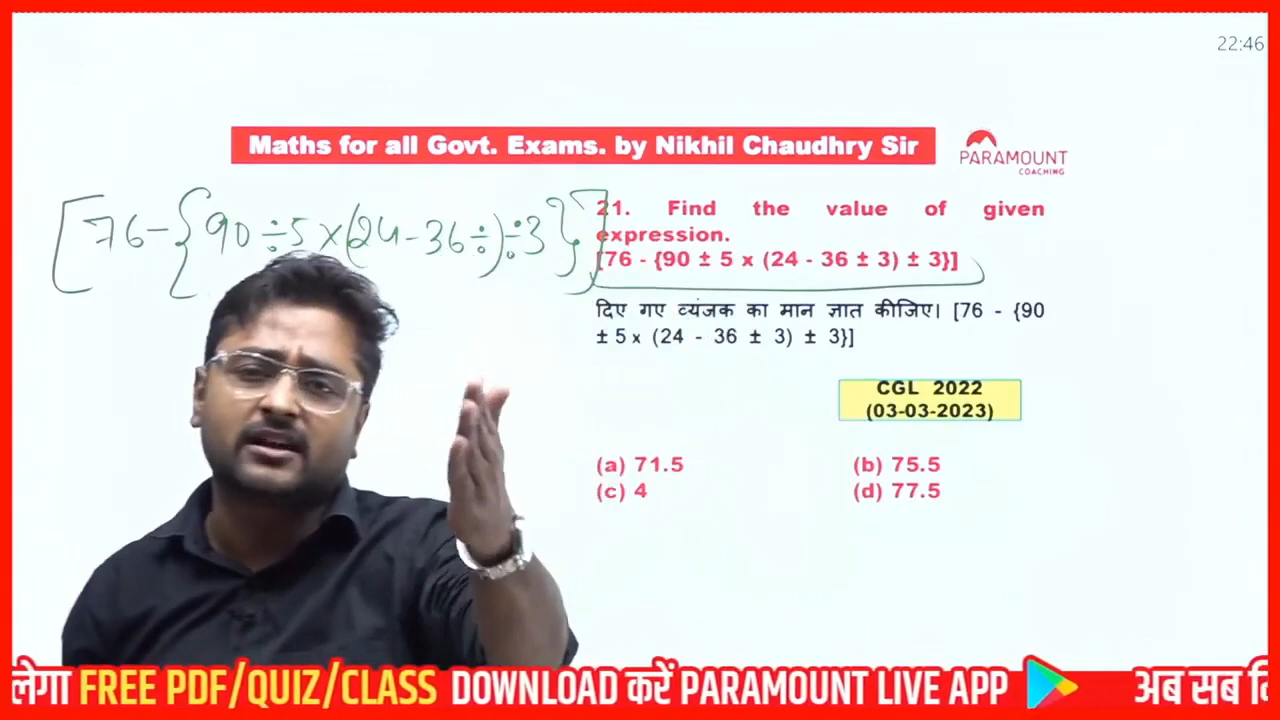 22:46
Maths for all Govt. Exams. by Nikhil Chaudhry Sir
PARAMOUNT
COACHING
[76-{90÷5×(24-36÷)÷3}]
21. Find the value of given
expression.
[76 - {90 ± 5 x (24 - 36 ± 3) ± 3}]
दिए गए व्यंजक का मान ज्ञात कीजिए। [76 - {90
± 5 x (24 - 36 ± 3) ± 3}]
CGL 2022
(03-03-2023)
(a) 71.5 (b) 75.5
(c) 4 (d) 77.5
लेगा FREE PDF/QUIZ/CLASS DOWNLOAD करें PARAMOUNT LIVE APP अब सब